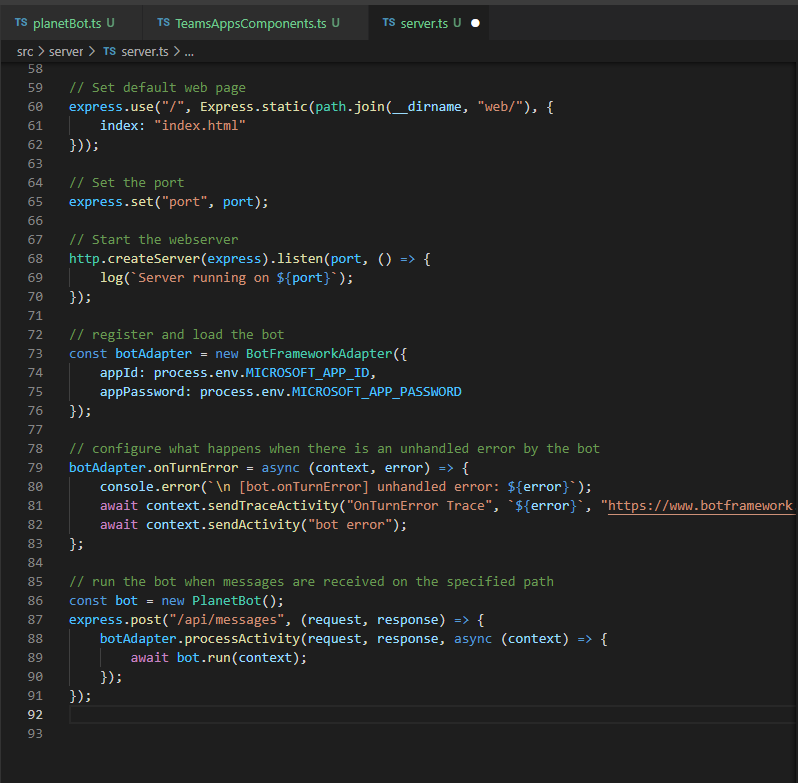 TS planetBot.ts U TS TeamsAppsComponents.ts U TS server.ts U
src > server > TS server.ts > ...
58
59 // Set default web page
60 express.use("/", Express.static(path.join(__dirname, "web/"), {
61     index: "index.html"
62 }));
63
64 // Set the port
65 express.set("port", port);
66
67 // Start the webserver
68 http.createServer(express).listen(port, () => {
69     log(`Server running on ${port}`);
70 });
71
72 // register and load the bot
73 const botAdapter = new BotFrameworkAdapter({
74     appId: process.env.MICROSOFT_APP_ID,
75     appPassword: process.env.MICROSOFT_APP_PASSWORD
76 });
77
78 // configure what happens when there is an unhandled error by the bot
79 botAdapter.onTurnError = async (context, error) => {
80     console.error(`\n [bot.onTurnError] unhandled error: ${error}`);
81     await context.sendTraceActivity("OnTurnError Trace", `${error}`, "https://www.botframework
82     await context.sendActivity("bot error");
83 };
84
85 // run the bot when messages are received on the specified path
86 const bot = new PlanetBot();
87 express.post("/api/messages", (request, response) => {
88     botAdapter.processActivity(request, response, async (context) => {
89         await bot.run(context);
90     });
91 });
92
93